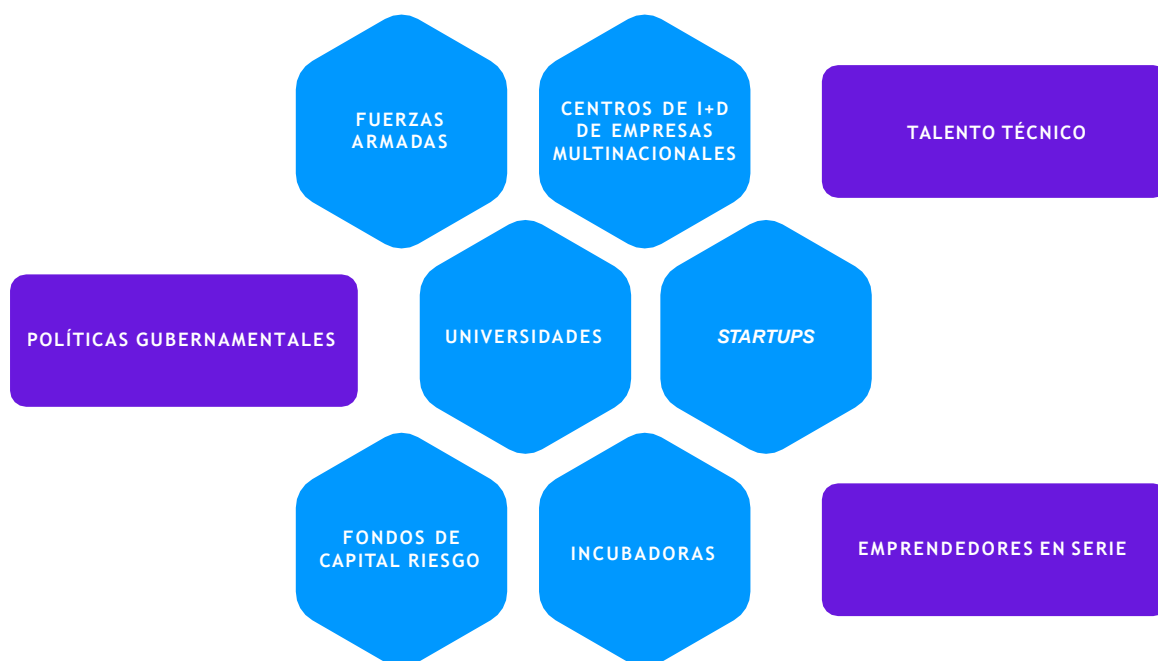 FUERZAS
ARMADAS
CENTROS DE I+D
DE EMPRESAS
MULTINACIONALES
TALENTO TÉCNICO
POLÍTICAS GUBERNAMENTALES
UNIVERSIDADES
STARTUPS
FONDOS DE
CAPITAL RIESGO
INCUBADORAS
EMPRENDEDORES EN SERIE